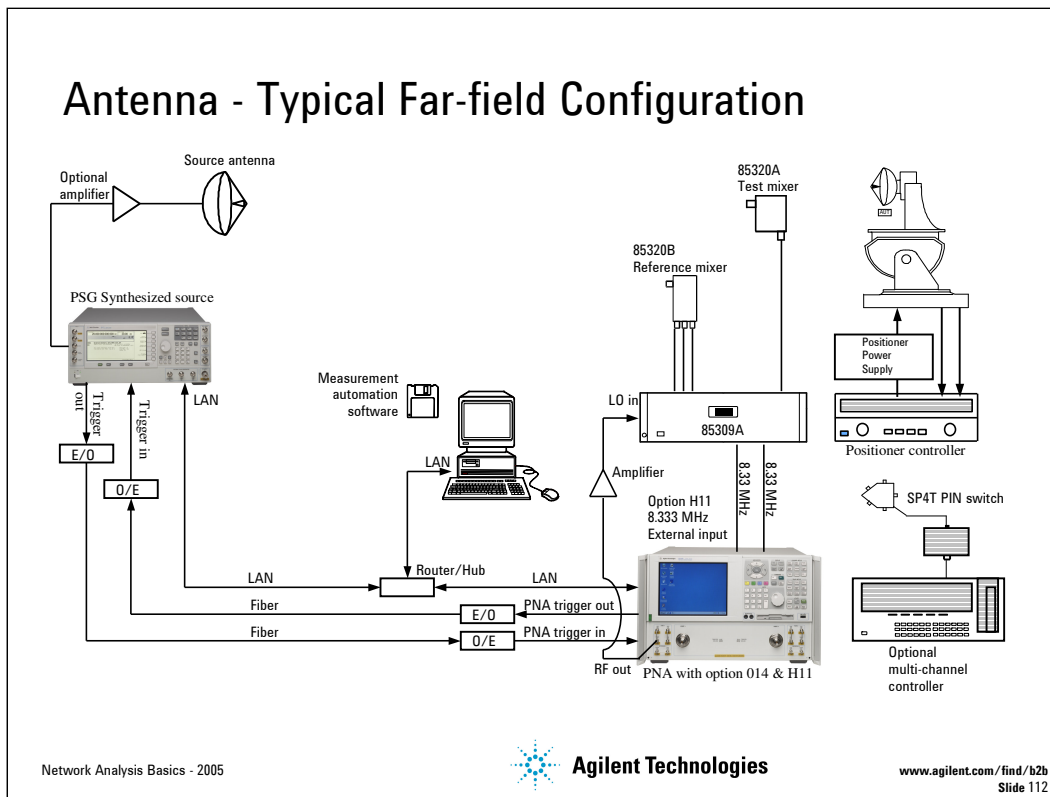 Antenna - Typical Far-field Configuration
Source antenna
Optional
amplifier
85320A
Test mixer
85320B
Reference mixer
AUT
PSG Synthesized source
Positioner
Power
Supply
Measurement
automation
software
LAN
Trigger
out
Trigger in
LO in
85309A
E/O
LAN
Positioner controller
O/E
Amplifier
8.33 MHz
8.33 MHz
SP4T PIN switch
Option H11
8.333 MHz
External input
Router/Hub
LAN
LAN
Fiber
E/O
PNA trigger out
Fiber
O/E
PNA trigger in
RF out
PNA with option 014 & H11
Optional
multi-channel
controller
Network Analysis Basics - 2005
Agilent Technologies
www.agilent.com/find/b2b
Slide 112